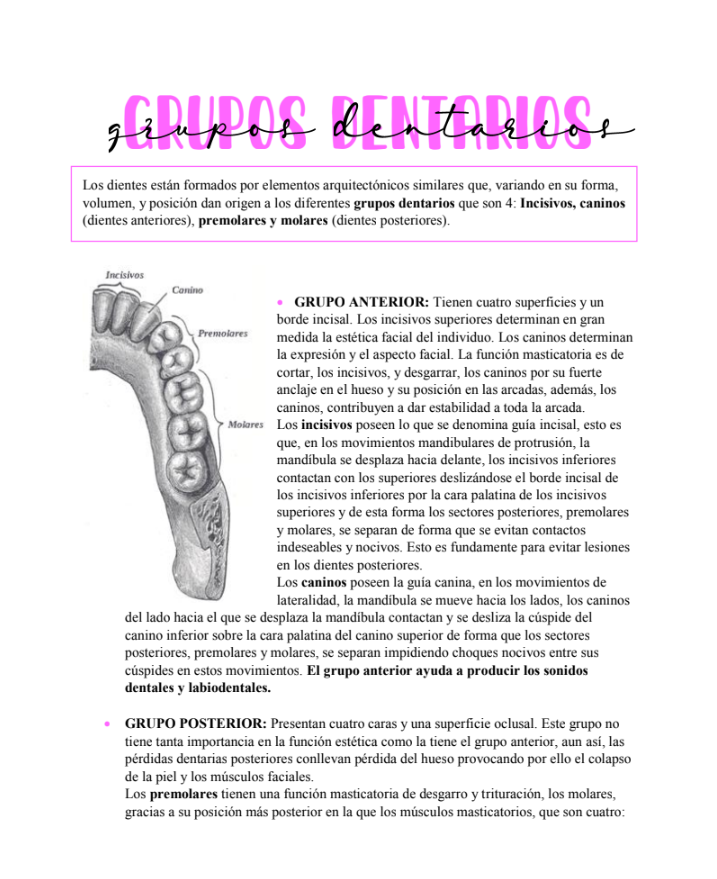 GRUPOS DENTARIOS
grupos dentarios
Los dientes están formados por elementos arquitectónicos similares que, variando en su forma,
volumen, y posición dan origen a los diferentes grupos dentarios que son 4: Incisivos, caninos
(dientes anteriores), premolares y molares (dientes posteriores).
Incisivos
Canino
Premolares
Molares
• GRUPO ANTERIOR: Tienen cuatro superficies y un
borde incisal. Los incisivos superiores determinan en gran
medida la estética facial del individuo. Los caninos determinan
la expresión y el aspecto facial. La función masticatoria es de
cortar, los incisivos, y desgarrar, los caninos por su fuerte
anclaje en el hueso y su posición en las arcadas, además, los
caninos, contribuyen a dar estabilidad a toda la arcada.
Los incisivos poseen lo que se denomina guía incisal, esto es
que, en los movimientos mandibulares de protrusión, la
mandíbula se desplaza hacia delante, los incisivos inferiores
contactan con los superiores deslizándose el borde incisal de
los incisivos inferiores por la cara palatina de los incisivos
superiores y de esta forma los sectores posteriores, premolares
y molares, se separan de forma que se evitan contactos
indeseables y nocivos. Esto es fundamente para evitar lesiones
en los dientes posteriores.
Los caninos poseen la guía canina, en los movimientos de
lateralidad, la mandíbula se mueve hacia los lados, los caninos
del lado hacia el que se desplaza la mandíbula contactan y se desliza la cúspide del
canino inferior sobre la cara palatina del canino superior de forma que los sectores
posteriores, premolares y molares, se separan impidiendo choques nocivos entre sus
cúspides en estos movimientos. El grupo anterior ayuda a producir los sonidos
dentales y labiodentales.
• GRUPO POSTERIOR: Presentan cuatro caras y una superficie oclusal. Este grupo no
tiene tanta importancia en la función estética como la tiene el grupo anterior, aun así, las
pérdidas dentarias posteriores conllevan pérdida del hueso provocando por ello el colapso
de la piel y los músculos faciales.
Los premolares tienen una función masticatoria de desgarro y trituración, los molares,
gracias a su posición más posterior en la que los músculos masticatorios, que son cuatro: